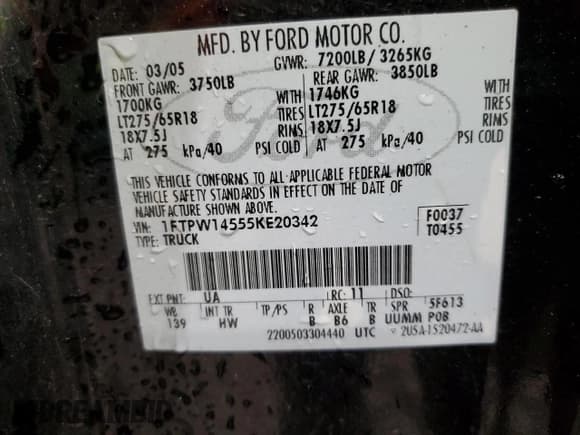 MFD. BY FORD MOTOR CO.
DATE: 03/05 GVWR: 7200LB/ 3265KG
FRONT GAWR: 3750LB REAR GAWR: 3850LB
1700KG WITH 1746KG WITH
LT275/65R18 TIRES LT275/65R18 TIRES
18X7.5J RIMS 18X7.5J RIMS
AT 275 kPa/40 PSI COLD AT 275 kPa/40 PSI COLD
Ford
THIS VEHICLE CONFORMS TO ALL APPLICABLE FEDERAL MOTOR
VEHICLE SAFETY STANDARDS IN EFFECT ON THE DATE OF
MANUFACTURE SHOWN ABOVE.
VIN: 1FTPW14555KE20342 F0037
TYPE: TRUCK T0455
EXT PNT: UA RC: 11 DSO:
WB INT TR TP/PS R AXLE TR SPR 5F613
139 HW B B6 B UUMM POB
2200503304440 UTC 2U5A-1520472-AA